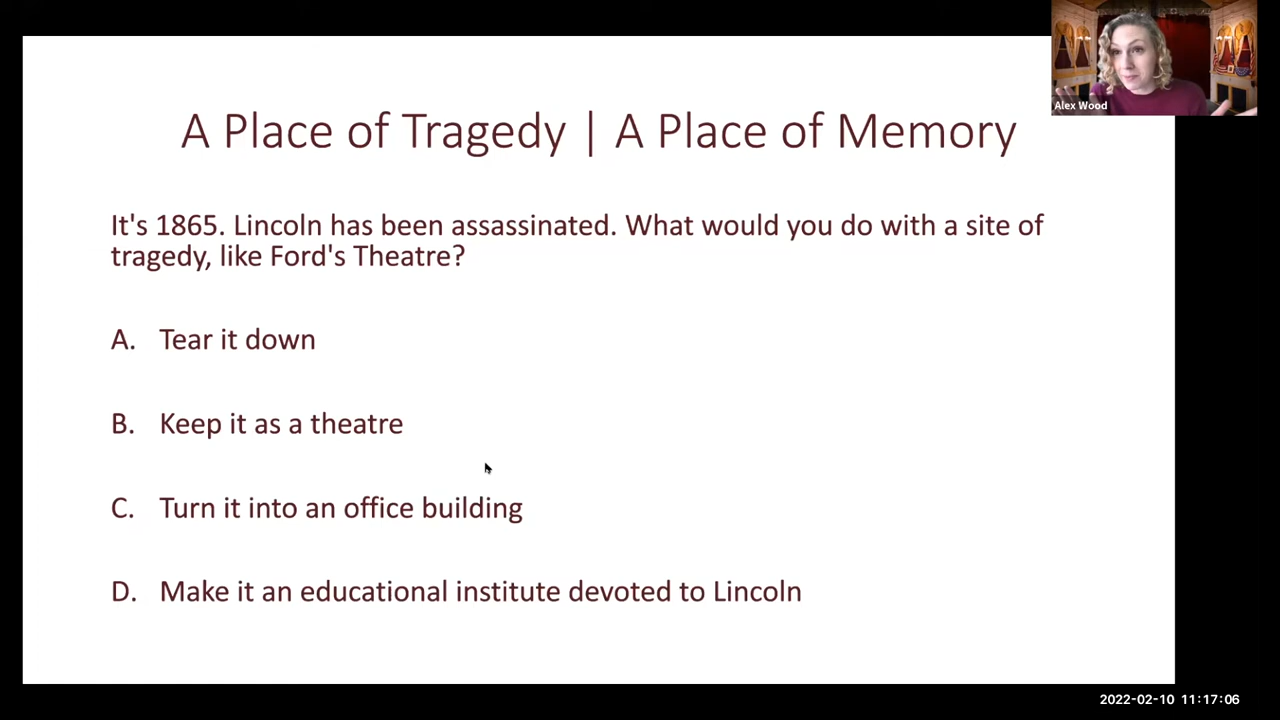 Alex Wood
A Place of Tragedy | A Place of Memory
It's 1865. Lincoln has been assassinated. What would you do with a site of
tragedy, like Ford's Theatre?
A. Tear it down
B. Keep it as a theatre
C. Turn it into an office building
D. Make it an educational institute devoted to Lincoln
2022-02-10 11:17:06